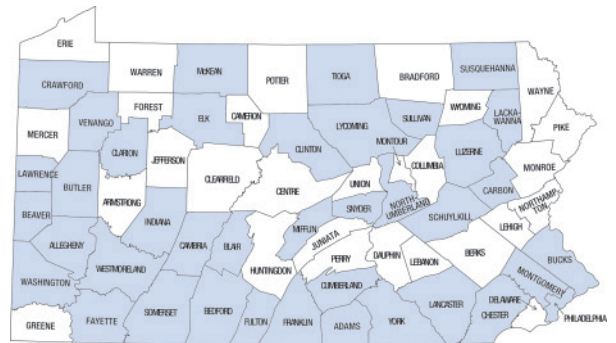 ERIE
CRAWFORD
WARREN
McKEAN
POTTER
TIOGA
BRADFORD
SUSQUEHANNA
WAYNE
FOREST
VENANGO
MERCER
ELK
CAMERON
LYCOMING
SULLIVAN
WYOMING
LACKA-
WANNA
PIKE
CLARION
JEFFERSON
CLINTON
MONTOUR
COLUMBIA
LUZERNE
MONROE
LAWRENCE
BUTLER
ARMSTRONG
CLEARFIELD
CENTRE
UNION
NORTH-
UMBERLAND
CARBON
NORTHAMP
TON
BEAVER
INDIANA
SNYDER
SCHUYLKILL
LEHIGH
ALLEGHENY
CAMBRIA
BLAIR
MIFFLIN
JUNIATA
WESTMORELAND
HUNTINGDON
PERRY
DAUPHIN
LEBANON
BERKS
BUCKS
WASHINGTON
CUMBERLAND
MONTGOMERY
GREENE
FAYETTE
SOMERSET
BEDFORD
FULTON
FRANKLIN
ADAMS
YORK
LANCASTER
CHESTER
DELAWARE
PHILADELPHIA